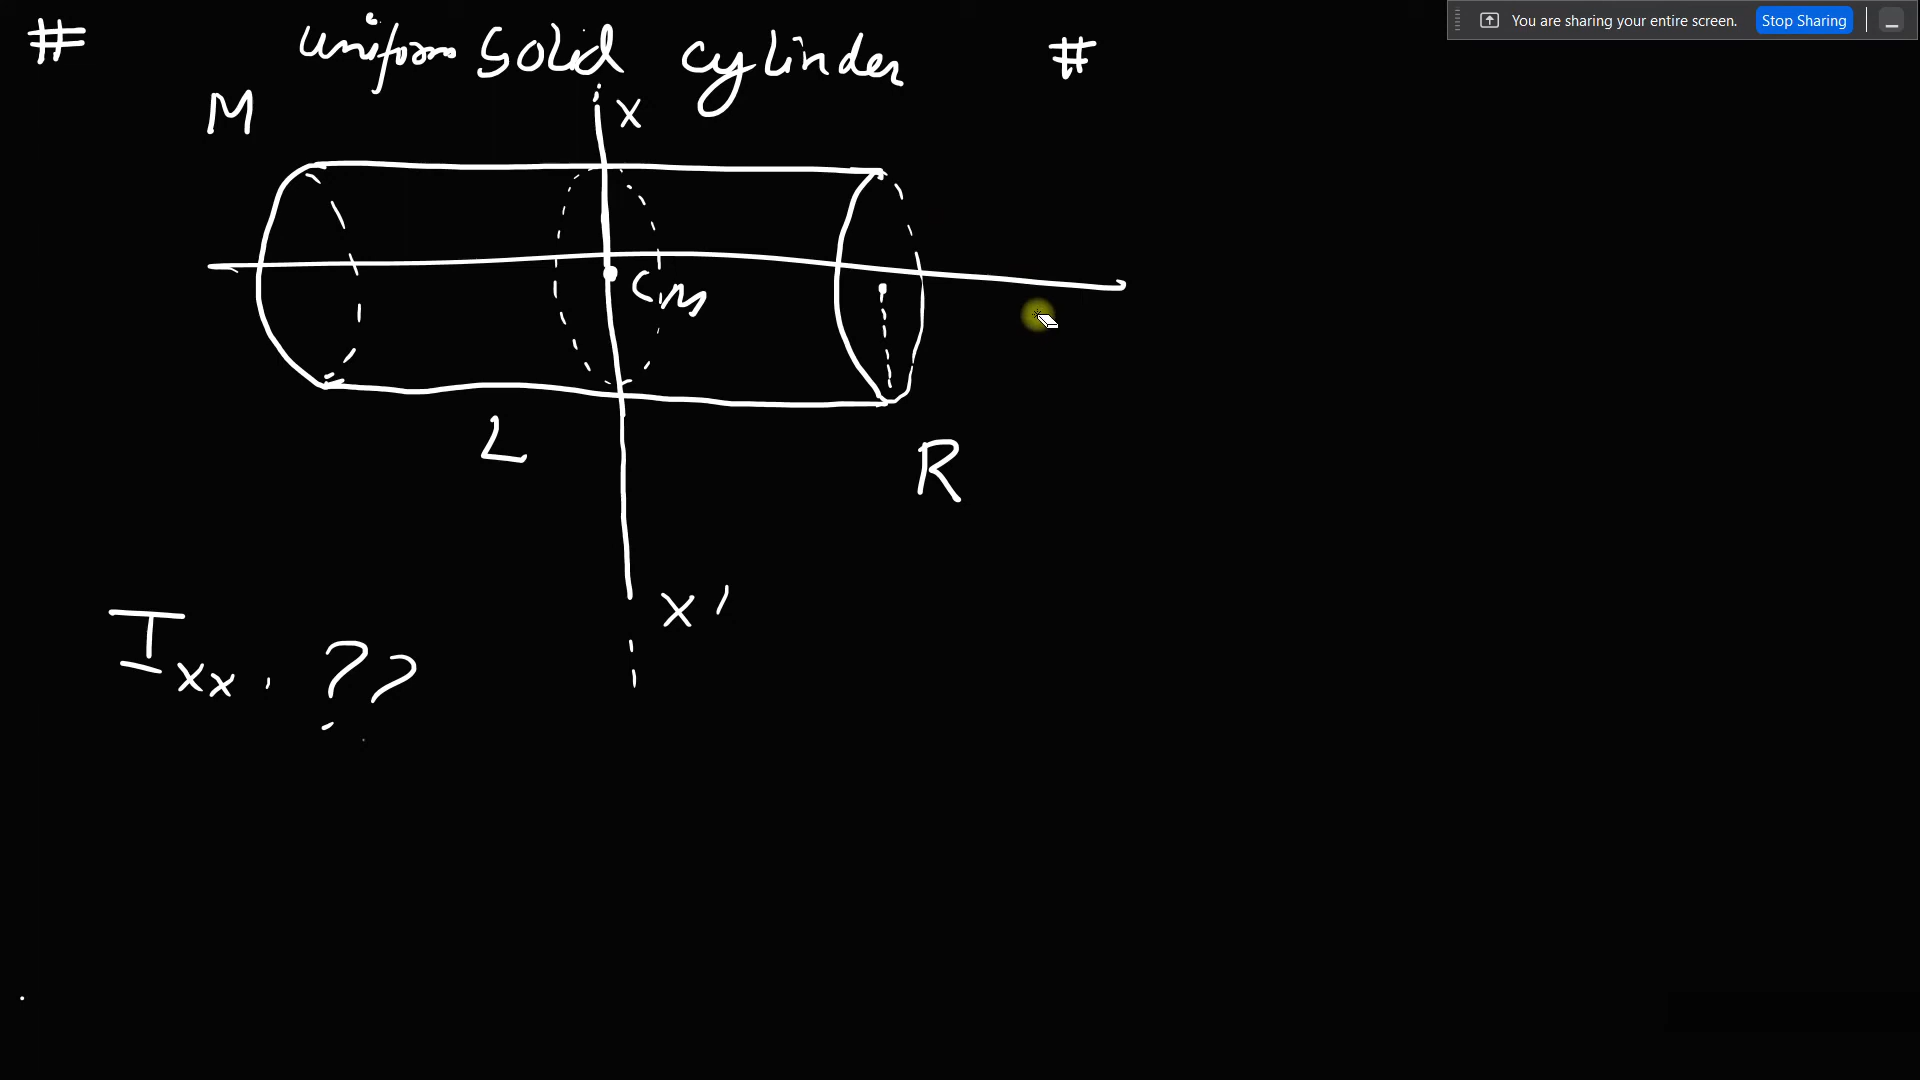 You are sharing your entire screen. Stop Sharing
# uniform solid cylinder #
M
X
CM
L
R
X'
Ixx' ??